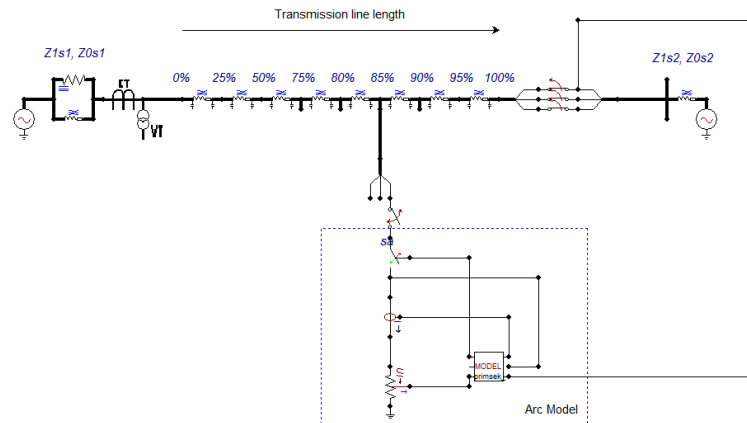 Transmission line length
Z1s1, Z0s1
Z1s2, Z0s2
0% 25% 50% 75% 80% 85% 90% 95% 100%
CT
VT
sa
I
U
MODEL
primsek
Arc Model